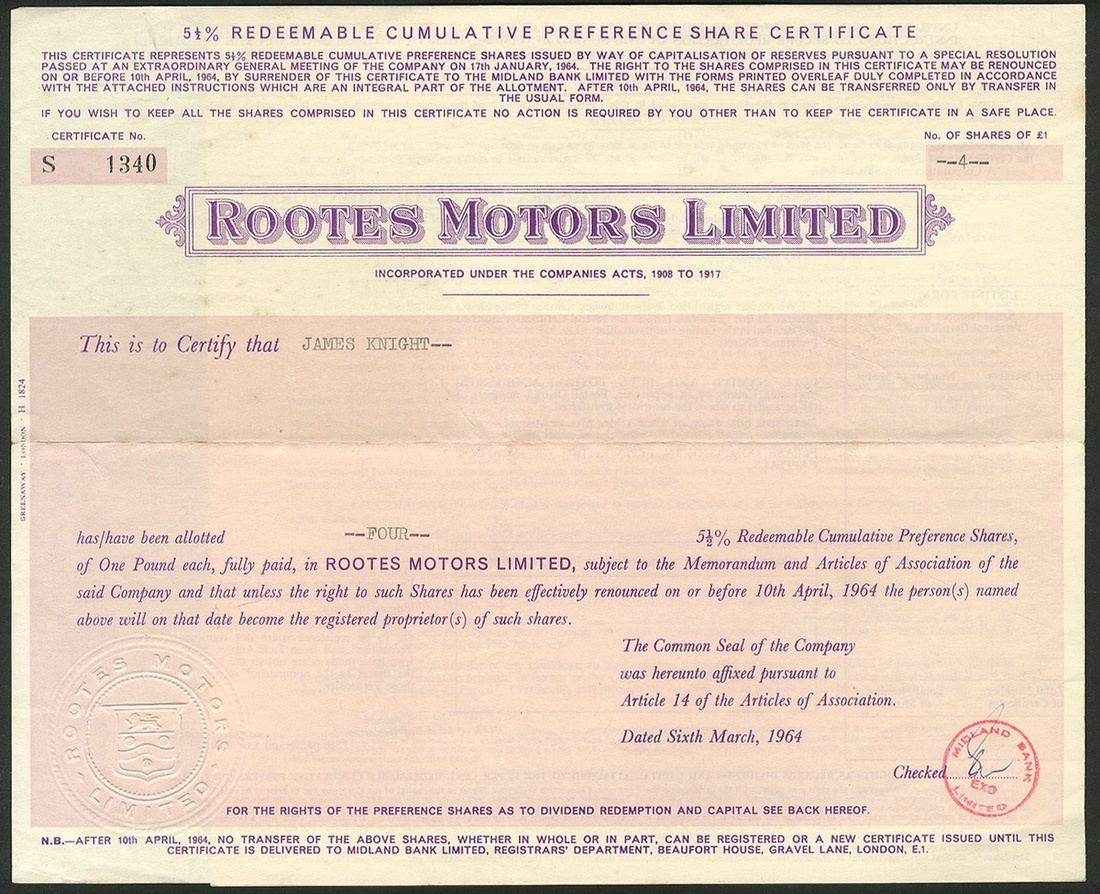 5½% REDEEMABLE CUMULATIVE PREFERENCE SHARE CERTIFICATE
THIS CERTIFICATE REPRESENTS 5½% REDEEMABLE CUMULATIVE PREFERENCE SHARES ISSUED BY WAY OF CAPITALISATION OF RESERVES PURSUANT TO A SPECIAL RESOLUTION
PASSED AT AN EXTRAORDINARY GENERAL MEETING OF THE COMPANY ON 17th JANUARY, 1964. THE RIGHT TO THE SHARES COMPRISED IN THIS CERTIFICATE MAY BE RENOUNCED
ON OR BEFORE 10th APRIL, 1964, BY SURRENDER OF THIS CERTIFICATE TO THE MIDLAND BANK LIMITED WITH THE FORMS PRINTED OVERLEAF DULY COMPLETED IN ACCORDANCE
WITH THE ATTACHED INSTRUCTIONS WHICH ARE AN INTEGRAL PART OF THE ALLOTMENT. AFTER 10th APRIL, 1964, THE SHARES CAN BE TRANSFERRED ONLY BY TRANSFER IN
THE USUAL FORM.
IF YOU WISH TO KEEP ALL THE SHARES COMPRISED IN THIS CERTIFICATE NO ACTION IS REQUIRED BY YOU OTHER THAN TO KEEP THE CERTIFICATE IN A SAFE PLACE.
CERTIFICATE No.
No. OF SHARES OF £1
S 1340
--4--
ROOTES MOTORS LIMITED
INCORPORATED UNDER THE COMPANIES ACTS, 1908 TO 1917
This is to Certify that JAMES KNIGHT--
GREENAWAY · LONDON · H 1824
has/have been allotted --FOUR-- 5½% Redeemable Cumulative Preference Shares,
of One Pound each, fully paid, in ROOTES MOTORS LIMITED, subject to the Memorandum and Articles of Association of the
said Company and that unless the right to such Shares has been effectively renounced on or before 10th April, 1964 the person(s) named
above will on that date become the registered proprietor(s) of such shares.
The Common Seal of the Company
was hereunto affixed pursuant to
Article 14 of the Articles of Association.
Dated Sixth March, 1964
ROOTES MOTORS LIMITED
Checked
MIDLAND BANK LIMITED
EXD
FOR THE RIGHTS OF THE PREFERENCE SHARES AS TO DIVIDEND REDEMPTION AND CAPITAL SEE BACK HEREOF.
N.B.—AFTER 10th APRIL, 1964, NO TRANSFER OF THE ABOVE SHARES, WHETHER IN WHOLE OR IN PART, CAN BE REGISTERED OR A NEW CERTIFICATE ISSUED UNTIL THIS
CERTIFICATE IS DELIVERED TO MIDLAND BANK LIMITED, REGISTRARS' DEPARTMENT, BEAUFORT HOUSE, GRAVEL LANE, LONDON, E.1.